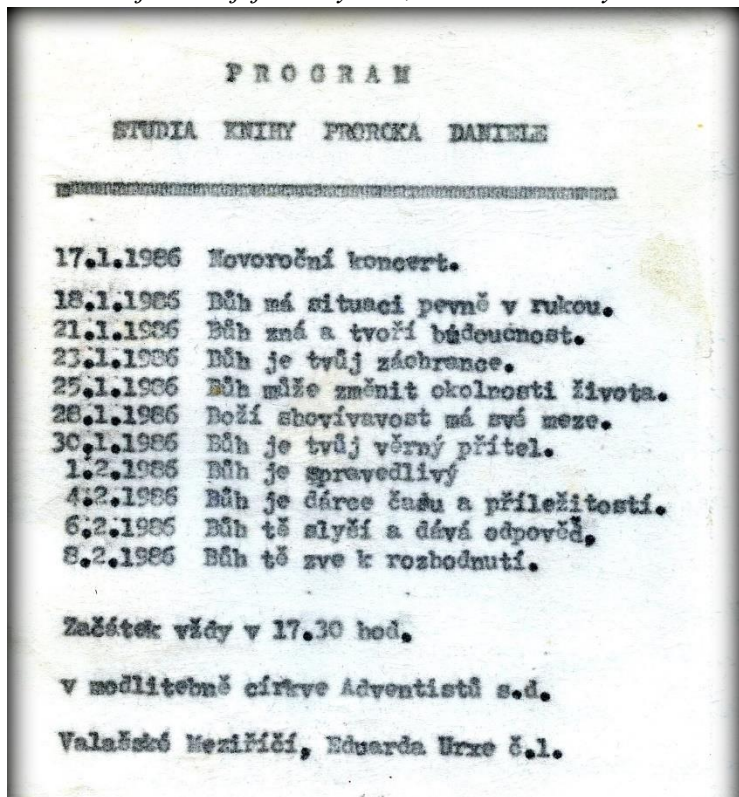 P R O G R A M
STUDIA KNIHY PROROKA DANIELE
17.1.1986 Novoroční koncert.
18.1.1986 Bůh má situaci pevně v rukou.
21.1.1986 Bůh zná a tvoří budoucnost.
23.1.1986 Bůh je tvůj záchrance.
25.1.1986 Bůh může změnit okolnosti života.
28.1.1986 Boží shovívavost má své meze.
30.1.1986 Bůh je tvůj věrný přítel.
1.2.1986 Bůh je spravedlivý
4.2.1986 Bůh je dárce času a příležitostí.
6.2.1986 Bůh tě slyší a dává odpověď.
8.2.1986 Bůh tě zve k rozhodnutí.
Začátek vždy v 17.30 hod.
v modlitebně církve Adventistů s.d.
Valašské Meziříčí, Eduarda Urxe č.1.